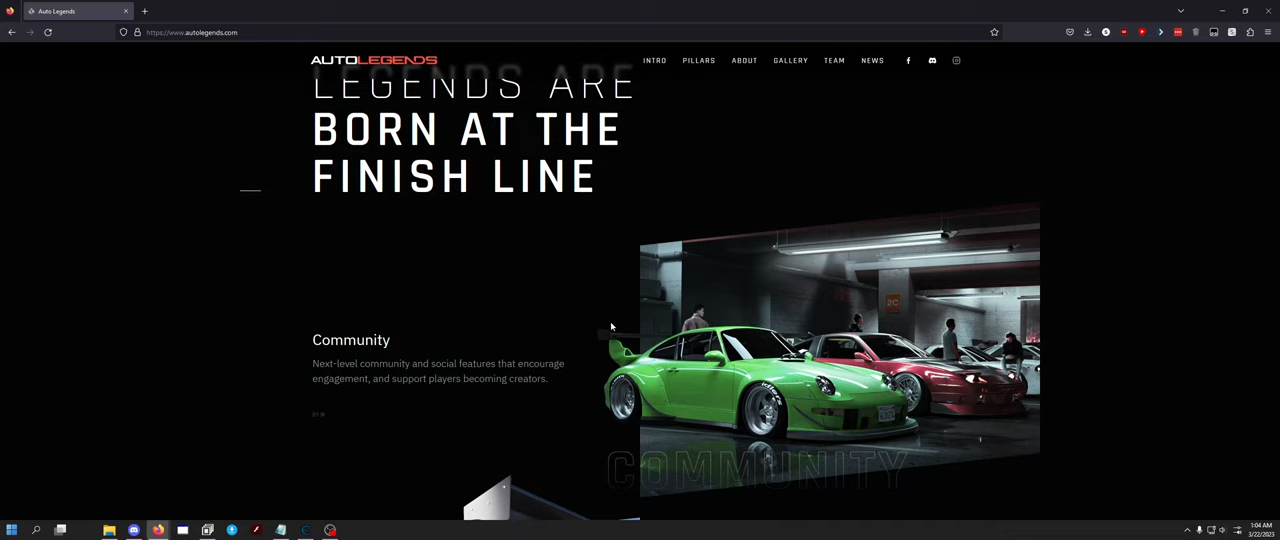 Auto Legends
https://www.autolegends.com
AUTOLEGENDS
INTRO PILLARS ABOUT GALLERY TEAM NEWS
LEGENDS ARE
BORN AT THE
FINISH LINE
2C
Community
Next-level community and social features that encourage
engagement, and support players becoming creators.
COMMUNITY
1:04 AM
3/22/2023